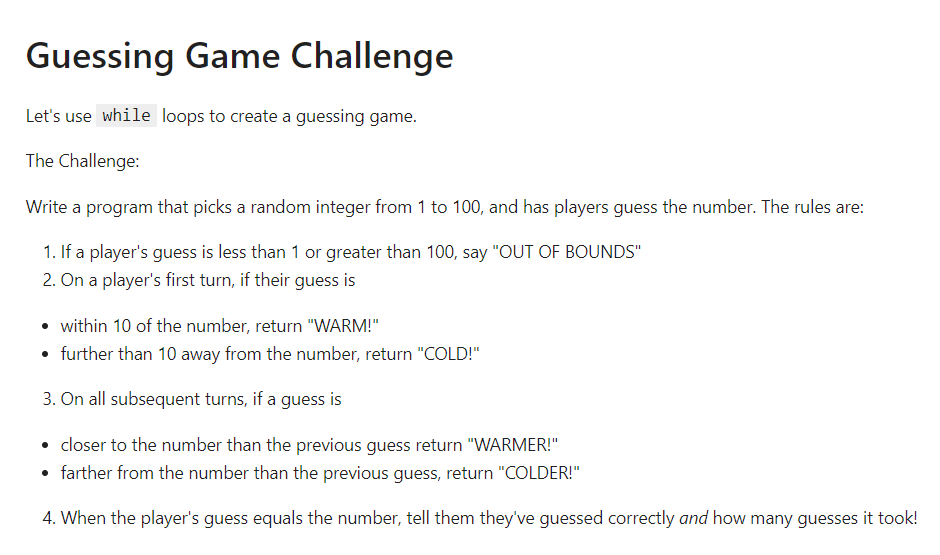 Guessing Game Challenge
Let's use while loops to create a guessing game.
The Challenge:
Write a program that picks a random integer from 1 to 100, and has players guess the number. The rules are:
1. If a player's guess is less than 1 or greater than 100, say "OUT OF BOUNDS"
2. On a player's first turn, if their guess is
• within 10 of the number, return "WARM!"
• further than 10 away from the number, return "COLD!"
3. On all subsequent turns, if a guess is
• closer to the number than the previous guess return "WARMER!"
• farther from the number than the previous guess, return "COLDER!"
4. When the player's guess equals the number, tell them they've guessed correctly and how many guesses it took!